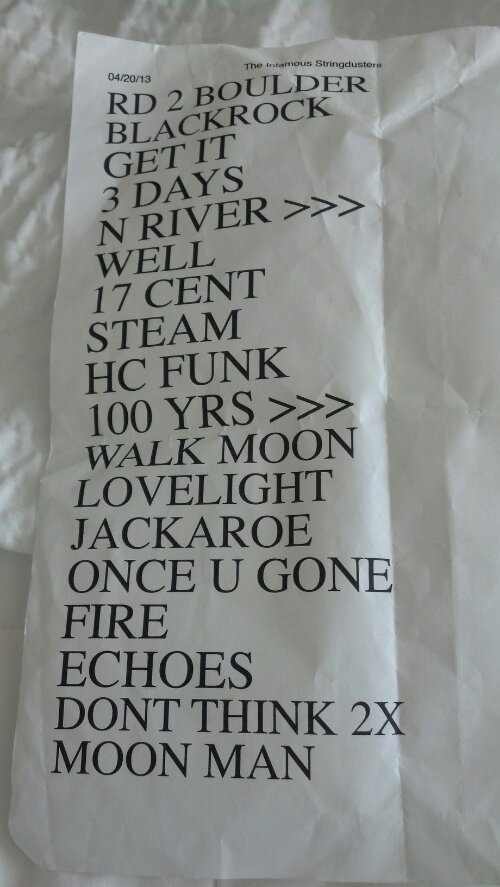 04/20/13 The Infamous Stringdusters
RD 2 BOULDER
BLACKROCK
GET IT
3 DAYS
N RIVER >>>
WELL
17 CENT
STEAM
HC FUNK
100 YRS >>>
WALK MOON
LOVELIGHT
JACKAROE
ONCE U GONE
FIRE
ECHOES
DONT THINK 2X
MOON MAN